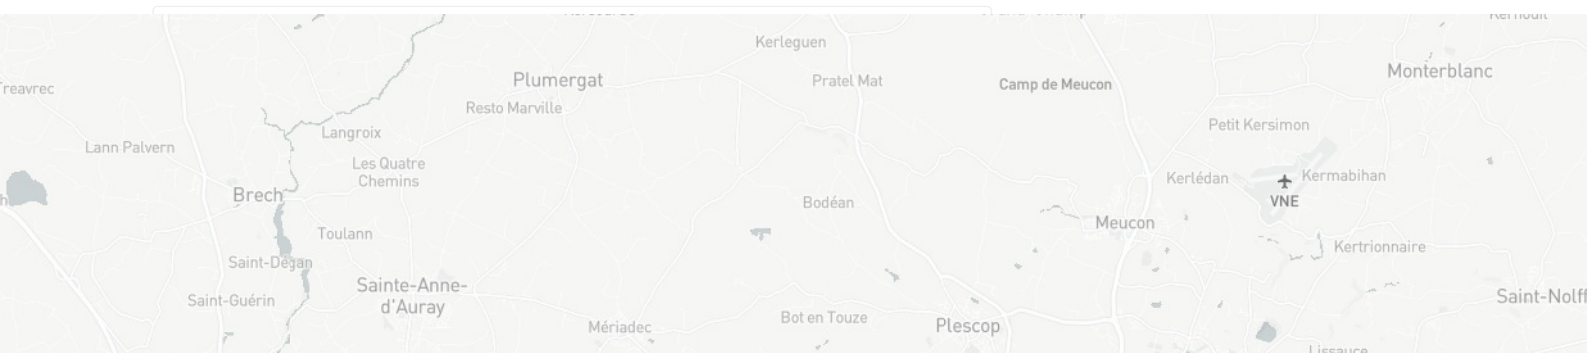 Kerleguen
Monterblanc
Plumergat
Pratel Mat
Camp de Meucon
Treavrec
Resto Marville
Petit Kersimon
Langroix
Lann Palvern
Les Quatre
Chemins
Kerlédan
Kermabihan
Brech
VNE
Bodéan
Meucon
Toulann
Kertrionnaire
Saint-Dégan
Sainte-Anne-
d'Auray
Saint-Guérin
Saint-Nolff
Bot en Touze
Plescop
Mériadec